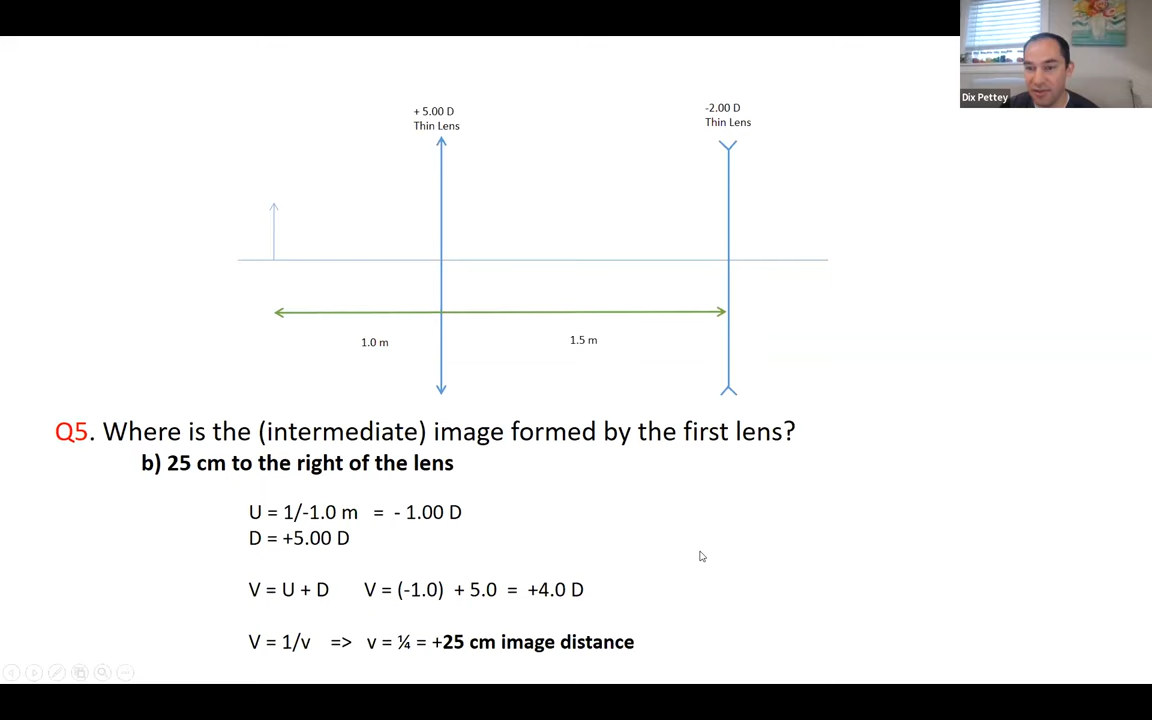 Dix Pettey
+ 5.00 D
Thin Lens
-2.00 D
Thin Lens
1.0 m
1.5 m
Q5. Where is the (intermediate) image formed by the first lens?
b) 25 cm to the right of the lens
U = 1/-1.0 m = - 1.00 D
D = +5.00 D
V = U + D V = (-1.0) + 5.0 = +4.0 D
V = 1/v => v = ¼ = +25 cm image distance